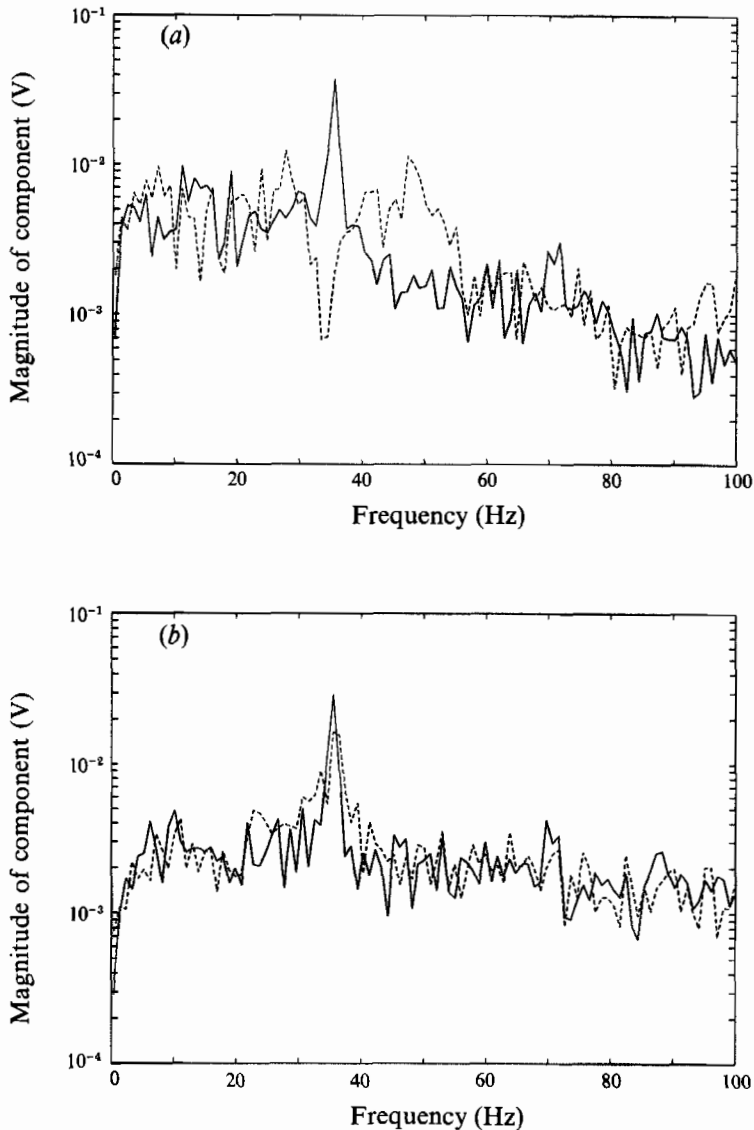 (a)
10⁻¹
10⁻²
10⁻³
10⁻⁴
Magnitude of component (V)
0 20 40 60 80 100
Frequency (Hz)
(b)
10⁻¹
10⁻²
10⁻³
10⁻⁴
Magnitude of component (V)
0 20 40 60 80 100
Frequency (Hz)